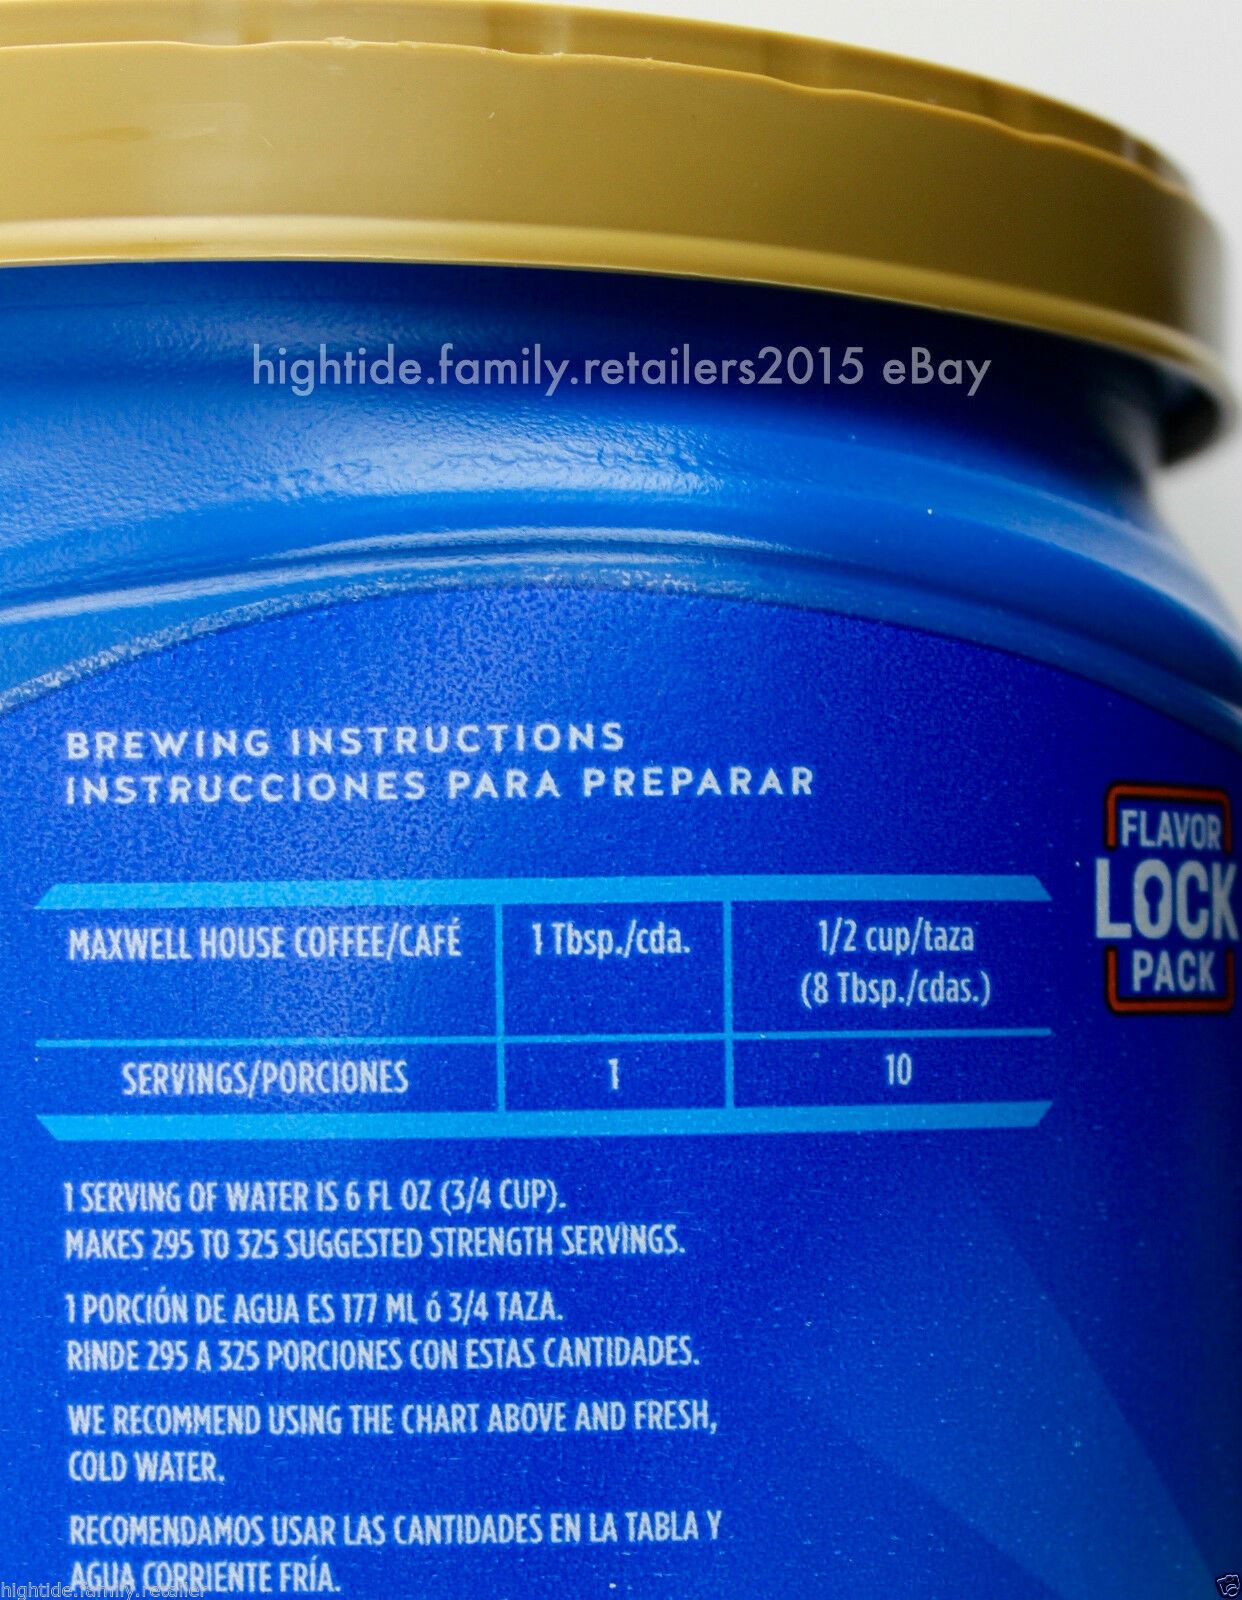 hightide.family.retailers2015 eBay
BREWING INSTRUCTIONS
INSTRUCCIONES PARA PREPARAR
FLAVOR
LOCK
PACK
MAXWELL HOUSE COFFEE/CAFÉ 1 Tbsp./cda. 1/2 cup/taza
(8 Tbsp./cdas.)
SERVINGS/PORCIONES 1 10
1 SERVING OF WATER IS 6 FL OZ (3/4 CUP).
MAKES 295 TO 325 SUGGESTED STRENGTH SERVINGS.
1 PORCIÓN DE AGUA ES 177 ML ó 3/4 TAZA.
RINDE 295 A 325 PORCIONES CON ESTAS CANTIDADES.
WE RECOMMEND USING THE CHART ABOVE AND FRESH,
COLD WATER.
RECOMENDAMOS USAR LAS CANTIDADES EN LA TABLA Y
AGUA CORRIENTE FRÍA.
hightide.family.retailer